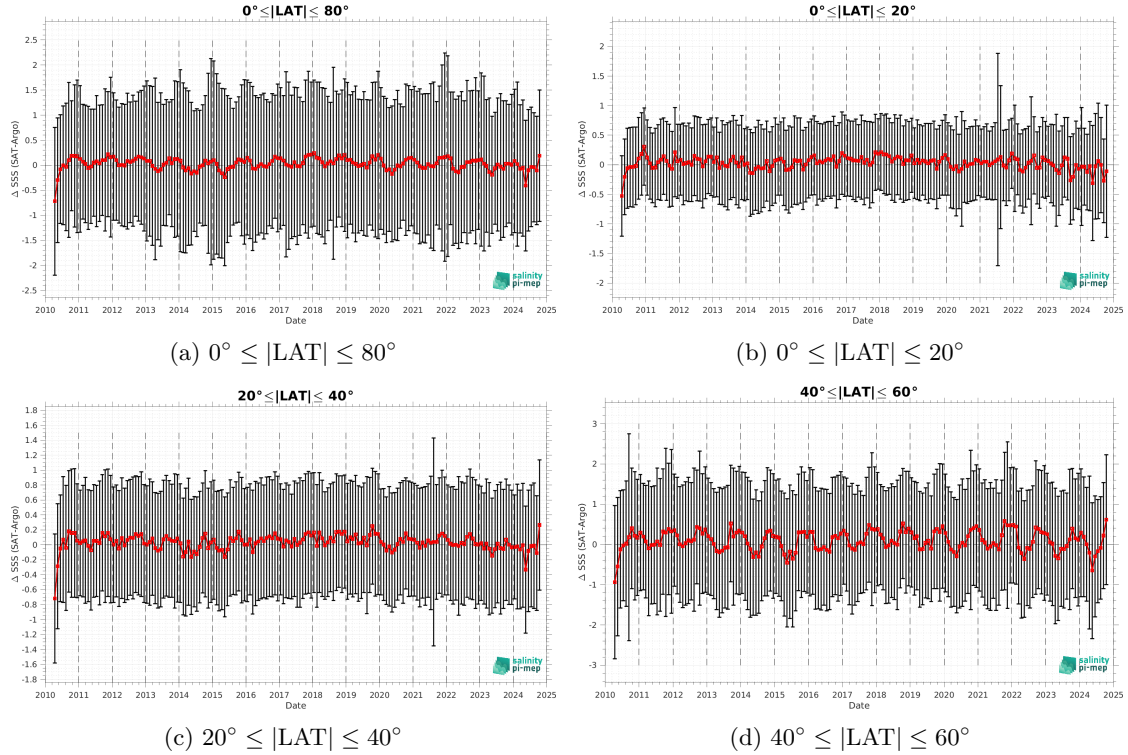 0°≤|LAT|≤ 80°
Δ SSS (SAT-Argo)
2.5
2
1.5
1
0.5
0
-0.5
-1
-1.5
-2
-2.5
2010 2011 2012 2013 2014 2015 2016 2017 2018 2019 2020 2021 2022 2023 2024 2025
Date
salinity
pi-mep
(a) 0° ≤ |LAT| ≤ 80°
0°≤|LAT|≤ 20°
Δ SSS (SAT-Argo)
2
1.5
1
0.5
0
-0.5
-1
-1.5
-2
2010 2011 2012 2013 2014 2015 2016 2017 2018 2019 2020 2021 2022 2023 2024 2025
Date
salinity
pi-mep
(b) 0° ≤ |LAT| ≤ 20°
20°≤|LAT|≤ 40°
Δ SSS (SAT-Argo)
1.8
1.6
1.4
1.2
1
0.8
0.6
0.4
0.2
0
-0.2
-0.4
-0.6
-0.8
-1
-1.2
-1.4
-1.6
-1.8
2010 2011 2012 2013 2014 2015 2016 2017 2018 2019 2020 2021 2022 2023 2024 2025
Date
salinity
pi-mep
(c) 20° ≤ |LAT| ≤ 40°
40°≤|LAT|≤ 60°
Δ SSS (SAT-Argo)
3
2
1
0
-1
-2
-3
2010 2011 2012 2013 2014 2015 2016 2017 2018 2019 2020 2021 2022 2023 2024 2025
Date
salinity
pi-mep
(d) 40° ≤ |LAT| ≤ 60°